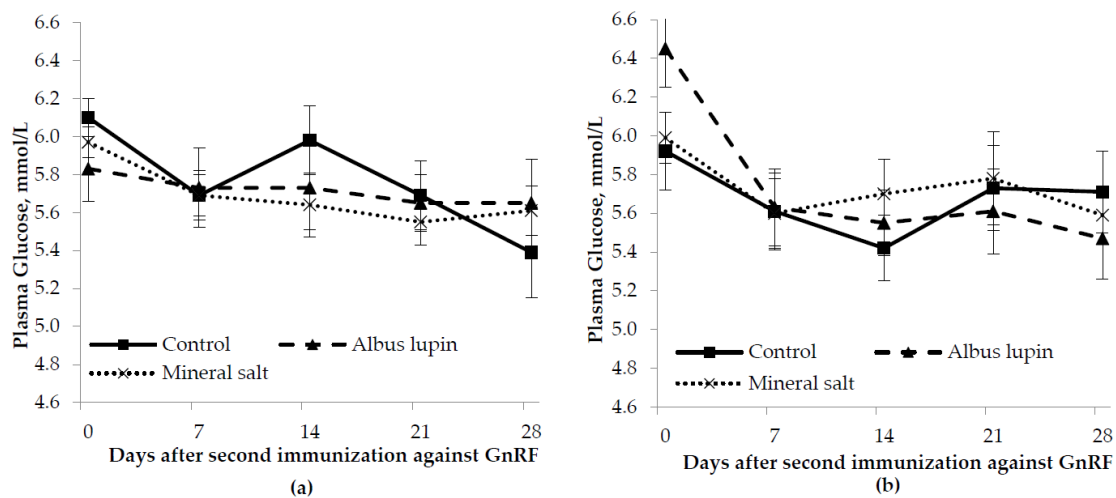 Plasma Glucose, mmol/L
6.6
6.4
6.2
6.0
5.8
5.6
5.4
5.2
5.0
4.8
4.6
Control
Albus lupin
Mineral salt
0 7 14 21 28
Days after second immunization against GnRF
(a)
Plasma Glucose, mmol/L
6.6
6.4
6.2
6.0
5.8
5.6
5.4
5.2
5.0
4.8
4.6
Control
Albus lupin
Mineral salt
0 7 14 21 28
Days after second immunization against GnRF
(b)